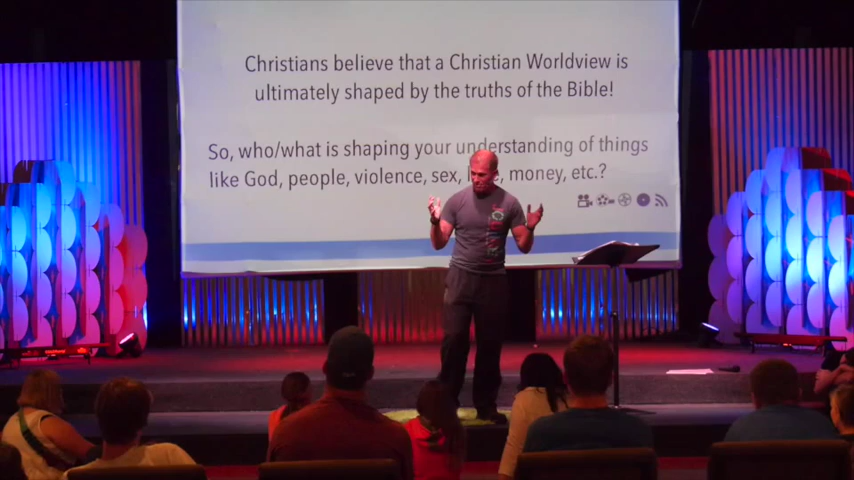 Christians believe that a Christian Worldview is
ultimately shaped by the truths of the Bible!
So, who/what is shaping your understanding of things
like God, people, violence, sex, money, etc.?